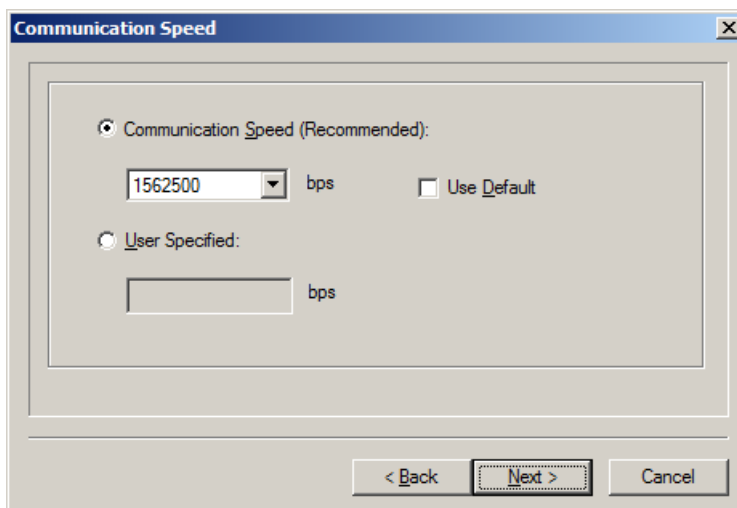 Communication Speed
Communication Speed (Recommended):
1562500 bps Use Default
User Specified:
bps
< Back Next > Cancel